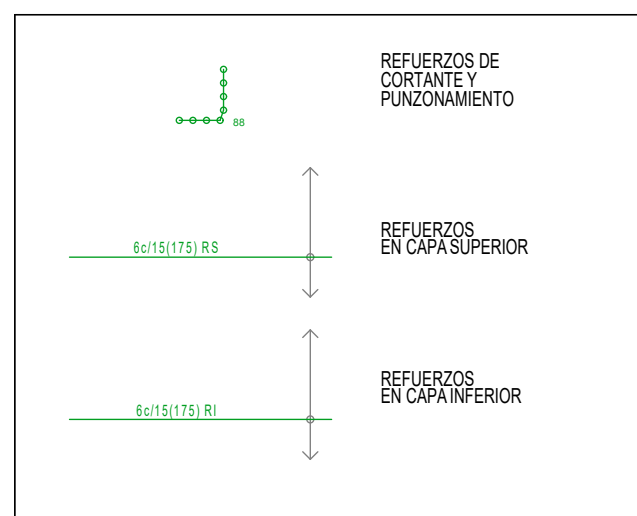 REFUERZOS DE
CORTANTE Y
PUNZONAMIENTO
88
6c/15(175) RS
REFUERZOS
EN CAPA SUPERIOR
6c/15(175) RI
REFUERZOS
EN CAPA INFERIOR